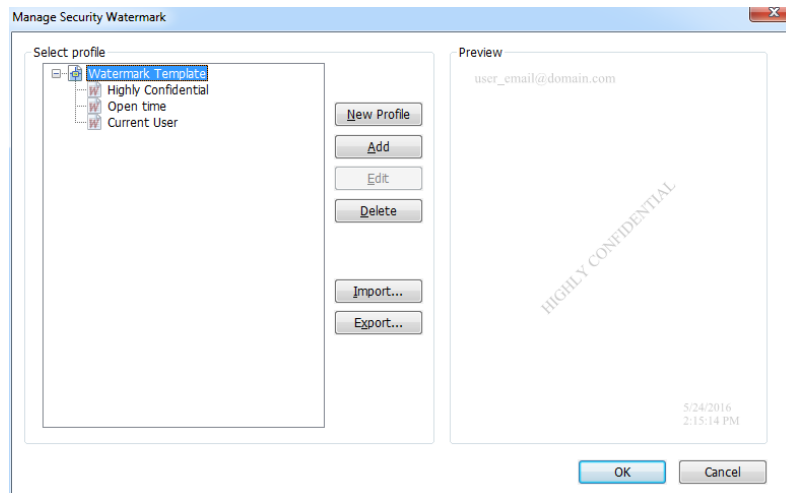 Manage Security Watermark
Select profile
Watermark Template
Highly Confidential
Open time
Current User
New Profile
Add
Edit
Delete
Import...
Export...
Preview
user_email@domain.com
HIGHLY CONFIDENTIAL
5/24/2016
2:15:14 PM
OK
Cancel